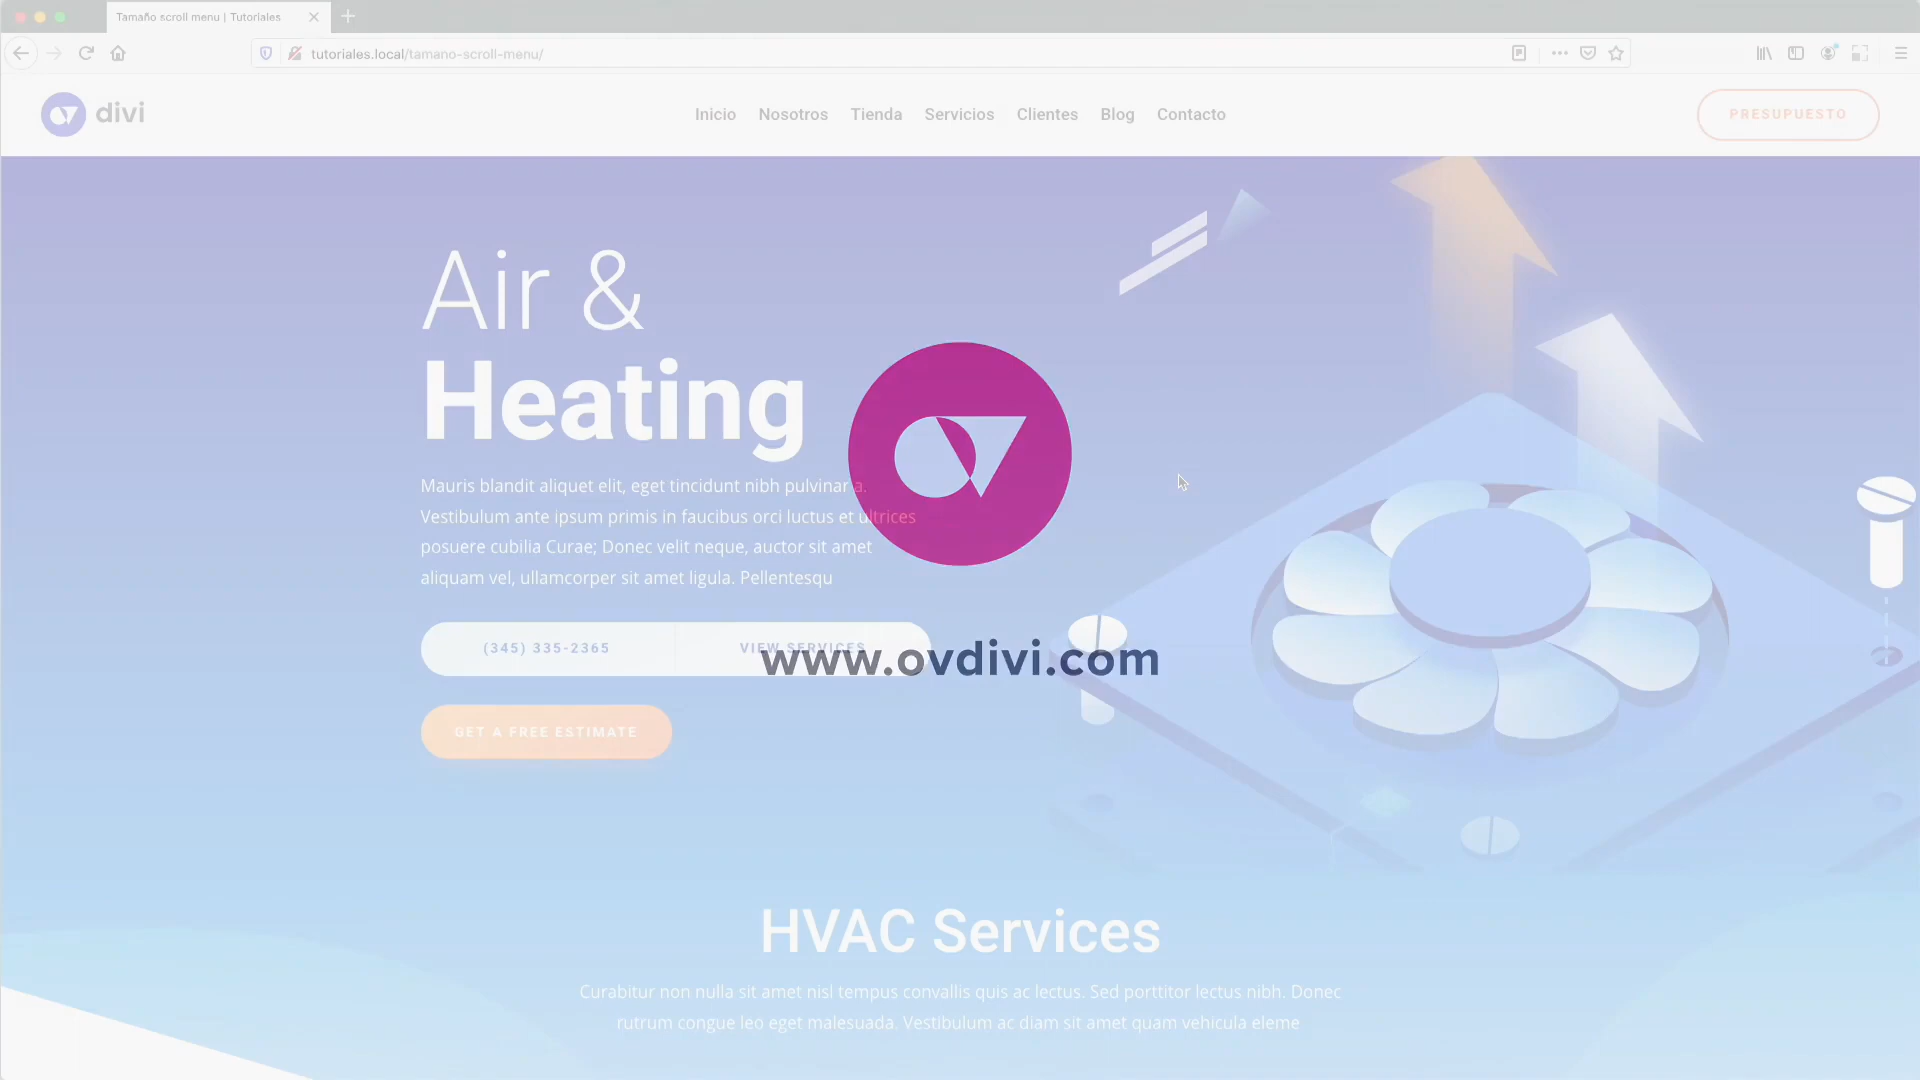 Tamaño scroll menu | Tutoriales
tutoriales.local/tamano-scroll-menu/
divi
Inicio Nosotros Tienda Servicios Clientes Blog Contacto
PRESUPUESTO
Air &
Heating
Mauris blandit aliquet elit, eget tincidunt nibh pulvinar a.
Vestibulum ante ipsum primis in faucibus orci luctus et ultrices
posuere cubilia Curae; Donec velit neque, auctor sit amet
aliquam vel, ullamcorper sit amet ligula. Pellentesqu
(345) 335-2365
VIEW SERVICES
www.ovdivi.com
GET A FREE ESTIMATE
HVAC Services
Curabitur non nulla sit amet nisl tempus convallis quis ac lectus. Sed porttitor lectus nibh. Donec
rutrum congue leo eget malesuada. Vestibulum ac diam sit amet quam vehicula eleme